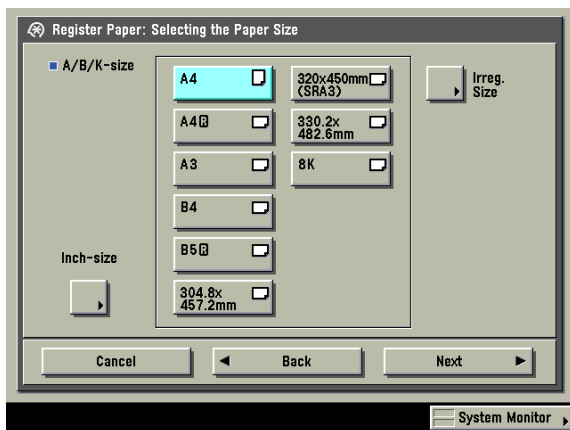 Register Paper: Selecting the Paper Size
A/B/K-size
A4
A4R
A3
B4
B5R
304.8x
457.2mm
320x450mm
(SRA3)
330.2x
482.6mm
8K
Irreg.
Size
Inch-size
Cancel
Back
Next
System Monitor